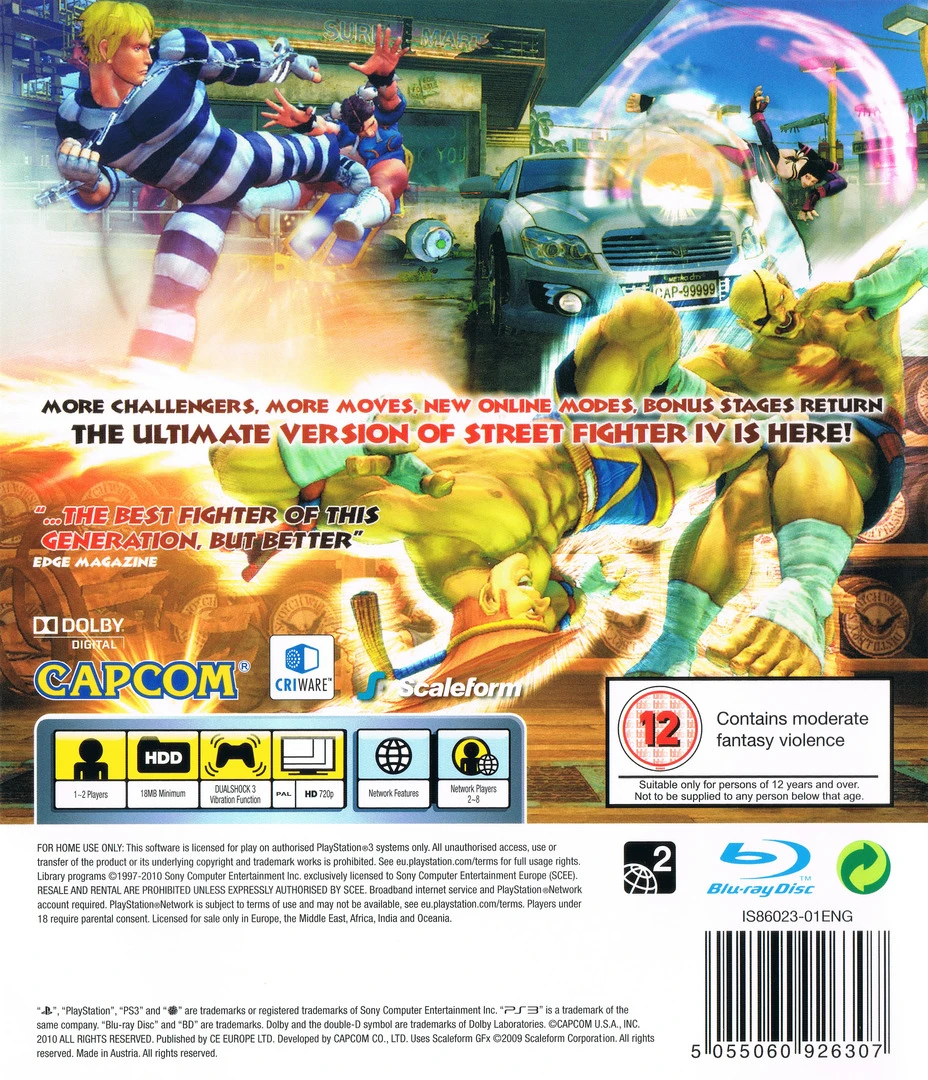 SURF MART
CAP-99999
MORE CHALLENGERS, MORE MOVES, NEW ONLINE MODES, BONUS STAGES RETURN
THE ULTIMATE VERSION OF STREET FIGHTER IV IS HERE!
“...THE BEST FIGHTER OF THIS
GENERATION, BUT BETTER”
EDGE MAGAZINE
DOLBY
DIGITAL
CAPCOM®
CRIWARE™
Scaleform
12
Contains moderate
fantasy violence
Suitable only for persons of 12 years and over.
Not to be supplied to any person below that age.
1-2 Players
HDD
18MB Minimum
DUALSHOCK 3
Vibration Function
PAL
HD 720p
Network Features
Network Players
2-8
FOR HOME USE ONLY: This software is licensed for play on authorised PlayStation®3 systems only. All unauthorised access, use or
transfer of the product or its underlying copyright and trademark works is prohibited. See eu.playstation.com/terms for full usage rights.
Library programs ©1997-2010 Sony Computer Entertainment Inc. exclusively licensed to Sony Computer Entertainment Europe (SCEE).
RESALE AND RENTAL ARE PROHIBITED UNLESS EXPRESSLY AUTHORISED BY SCEE. Broadband internet service and PlayStation®Network
account required. PlayStation®Network is subject to terms of use and may not be available, see eu.playstation.com/terms. Players under
18 require parental consent. Licensed for sale only in Europe, the Middle East, Africa, India and Oceania.
2
Blu-ray Disc™
IS86023-01ENG
“ ”, “PlayStation”, “PS3” and “ ” are trademarks or registered trademarks of Sony Computer Entertainment Inc. “PS3” is a trademark of the
same company. “Blu-ray Disc” and “BD” are trademarks. Dolby and the double-D symbol are trademarks of Dolby Laboratories. ©CAPCOM U.S.A., INC.
2010 ALL RIGHTS RESERVED. Published by CE EUROPE LTD. Developed by CAPCOM CO., LTD. Uses Scaleform GFx ©2009 Scaleform Corporation. All rights
reserved. Made in Austria. All rights reserved.
5 055060 926307